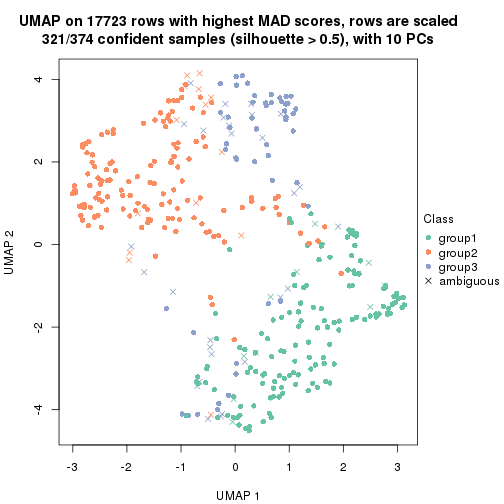 UMAP on 17723 rows with highest MAD scores, rows are scaled
321/374 confident samples (silhouette > 0.5), with 10 PCs
4
2
0
-2
-4
UMAP 2
-3
-2
-1
0
1
2
3
UMAP 1
Class
group1
group2
group3
ambiguous